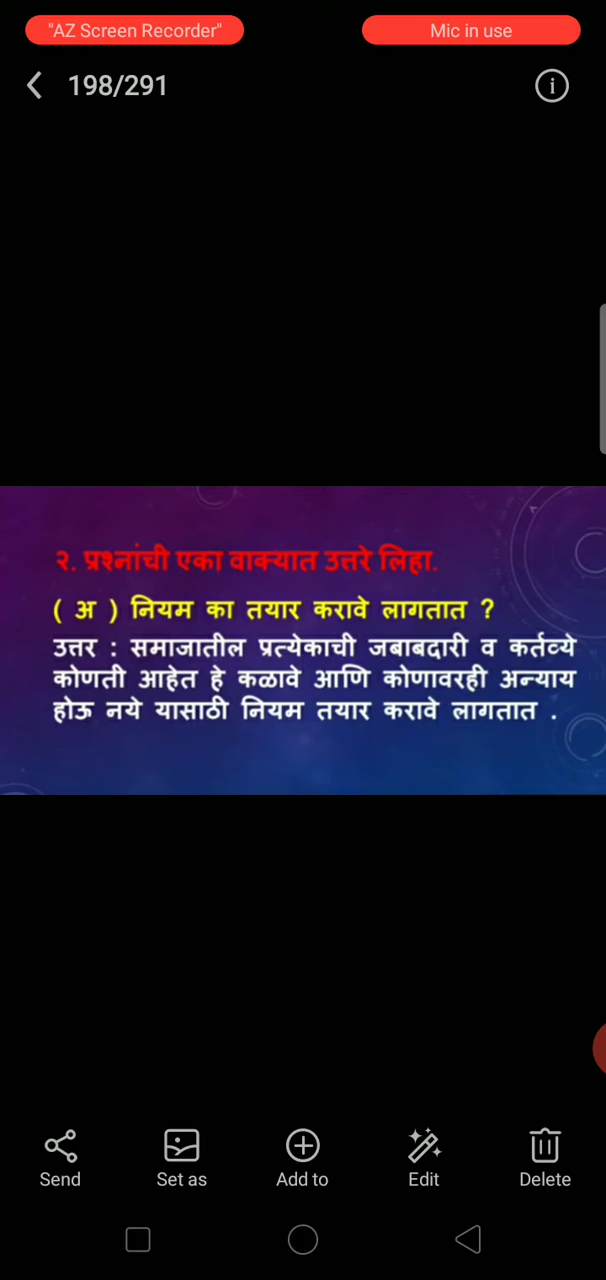 "AZ Screen Recorder"
Mic in use
198/291
२. प्रश्नांची एका वाक्यात उत्तरे लिहा.
( अ ) नियम का तयार करावे लागतात ?
उत्तर : समाजातील प्रत्येकाची जबाबदारी व कर्तव्ये
कोणती आहेत हे कळावे आणि कोणावरही अन्याय
होऊ नये यासाठी नियम तयार करावे लागतात .
Send
Set as
Add to
Edit
Delete